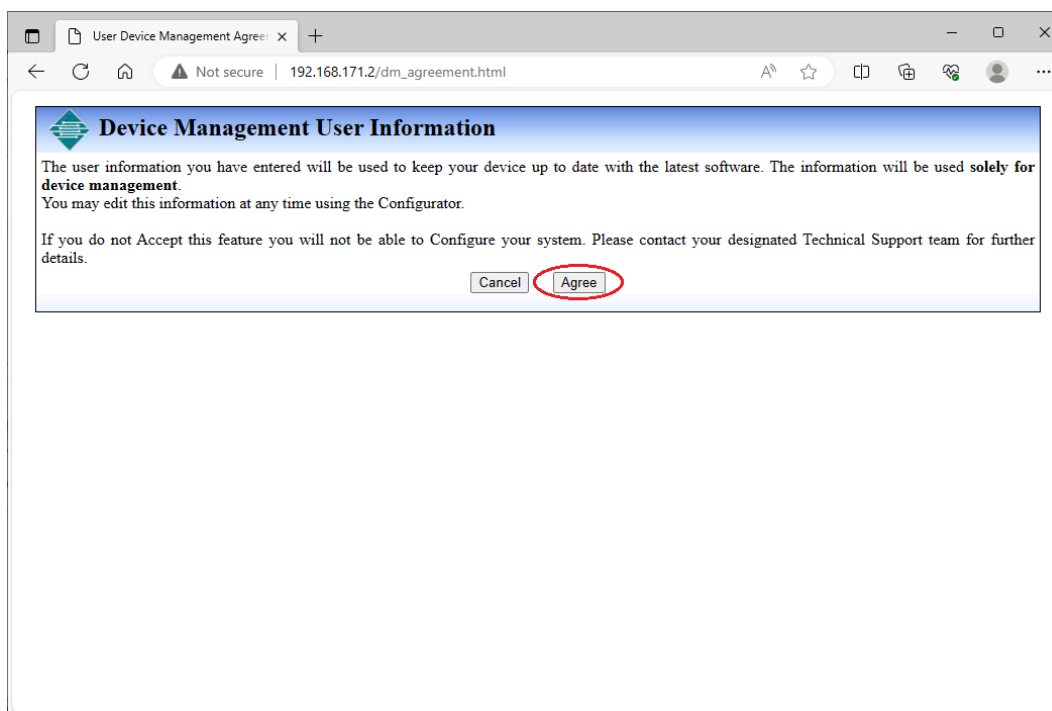 User Device Management Agree
Not secure
192.168.171.2/dm_agreement.html
Device Management User Information
The user information you have entered will be used to keep your device up to date with the latest software. The information will be used solely for
device management.
You may edit this information at any time using the Configurator.
If you do not Accept this feature you will not be able to Configure your system. Please contact your designated Technical Support team for further
details.
Cancel Agree